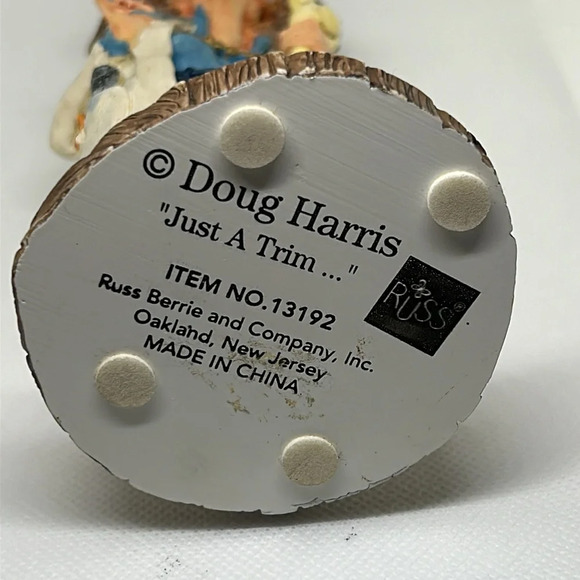 © Doug Harris
"Just A Trim ... "
ITEM NO.13192
Russ Berrie and Company, Inc.
Oakland, New Jersey
MADE IN CHINA
RUSS®